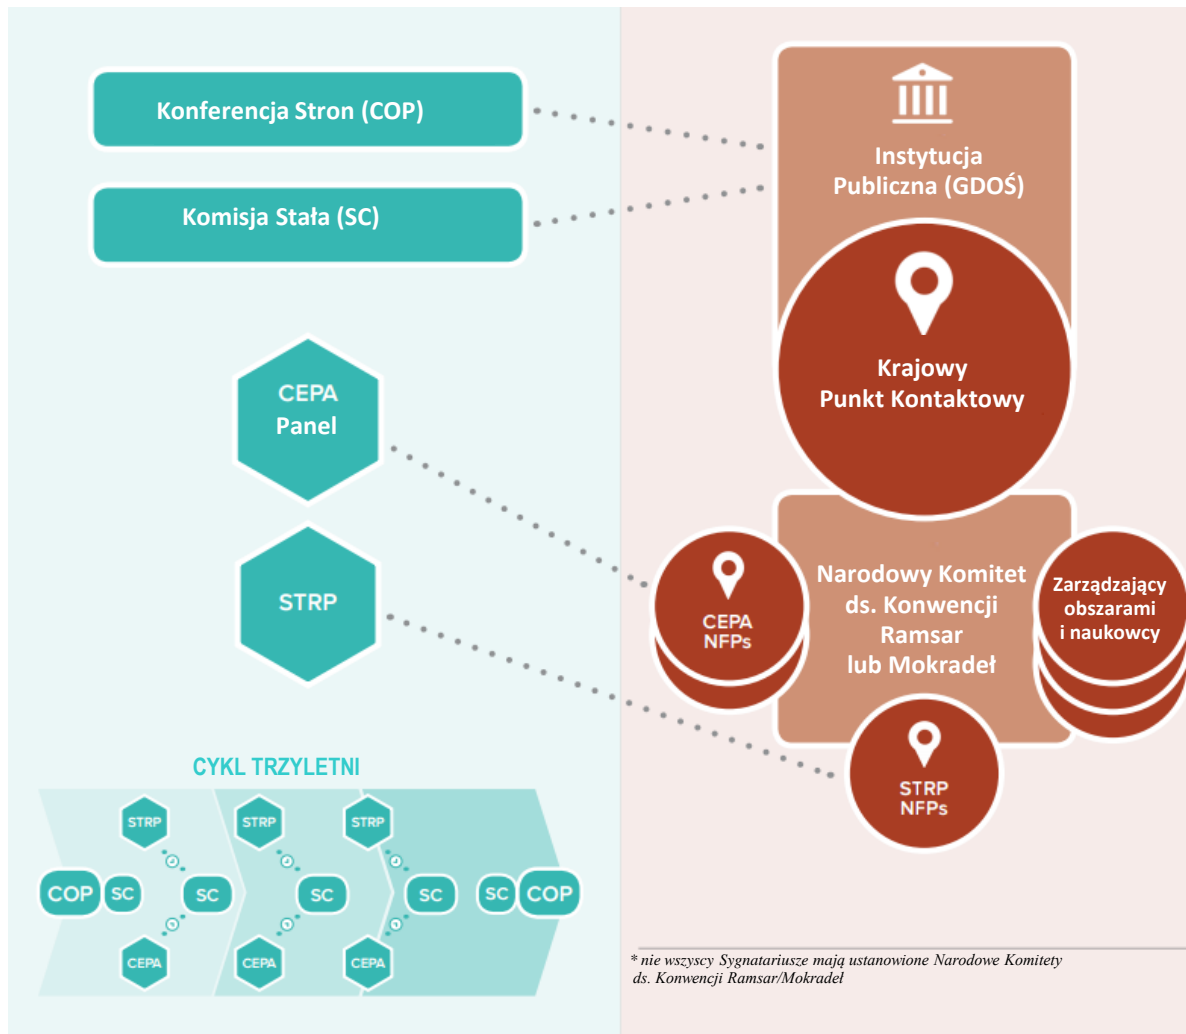 Konferencja Stron (COP)
Komisja Stała (SC)
CEPA
Panel
STRP
CYKL TRZYLETNI
STRP
STRP
STRP
COP
SC
SC
SC
SC
SC
COP
CEPA
CEPA
CEPA
Instytucja
Publiczna (GDOŚ)
Krajowy
Punkt Kontaktowy
Narodowy Komitet
ds. Konwencji
Ramsar
lub Mokradeł
CEPA
NFPs
Zarządzający
obszarami
i naukowcy
STRP
NFPs
* nie wszyscy Sygnatariusze mają ustanowione Narodowe Komitety
ds. Konwencji Ramsar/Mokradeł